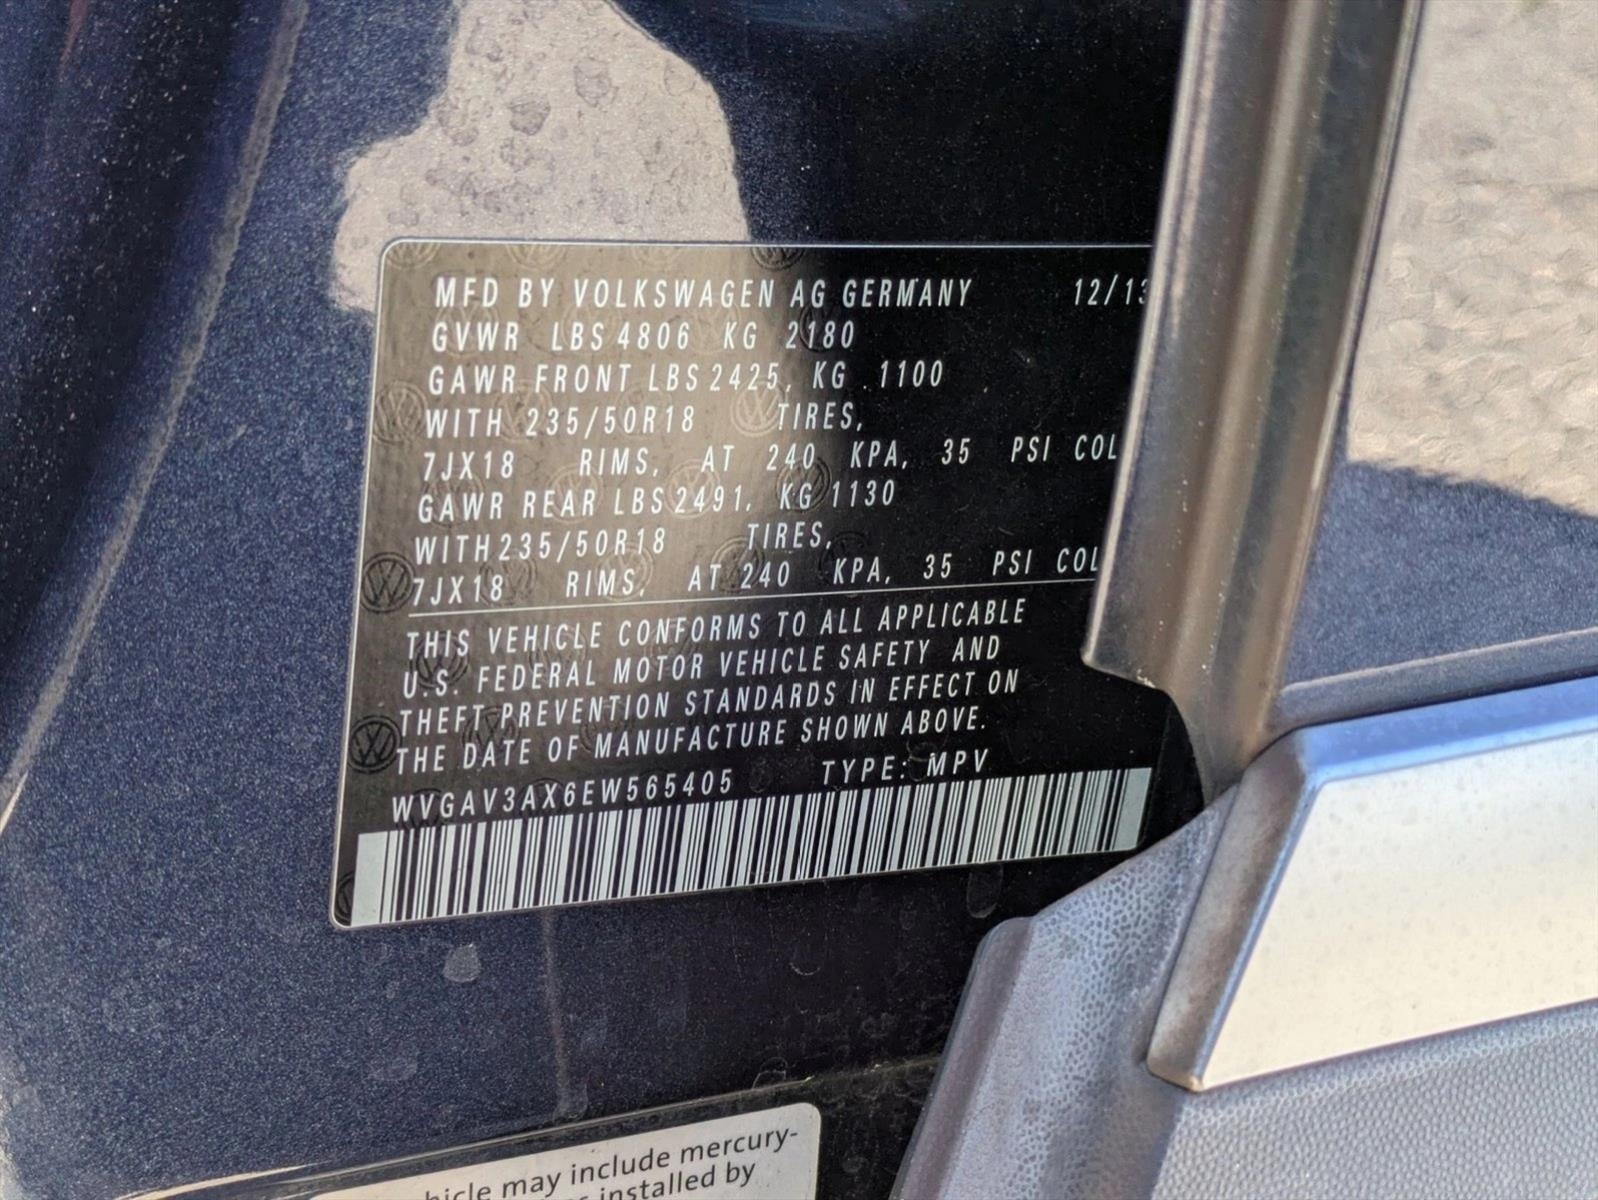 MFD BY VOLKSWAGEN AG GERMANY 12/13
GVWR LBS 4806 KG 2180
GAWR FRONT LBS 2425, KG 1100
WITH 235/50R18 TIRES,
7JX18 RIMS, AT 240 KPA, 35 PSI COL
GAWR REAR LBS 2491, KG 1130
WITH 235/50R18 TIRES,
7JX18 RIMS, AT 240 KPA, 35 PSI COL
THIS VEHICLE CONFORMS TO ALL APPLICABLE
U.S. FEDERAL MOTOR VEHICLE SAFETY AND
THEFT PREVENTION STANDARDS IN EFFECT ON
THE DATE OF MANUFACTURE SHOWN ABOVE.
WVGAV3AX6EW565405 TYPE: MPV
hicle may include mercury-
installed by